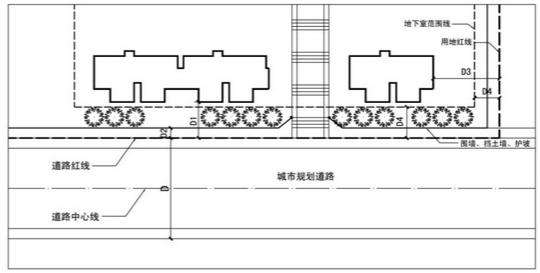 地下室范围线
用地红线
D3
D4
D1
D4
D2
围墙、挡土墙、护坡
道路红线
城市规划道路
D
道路中心线